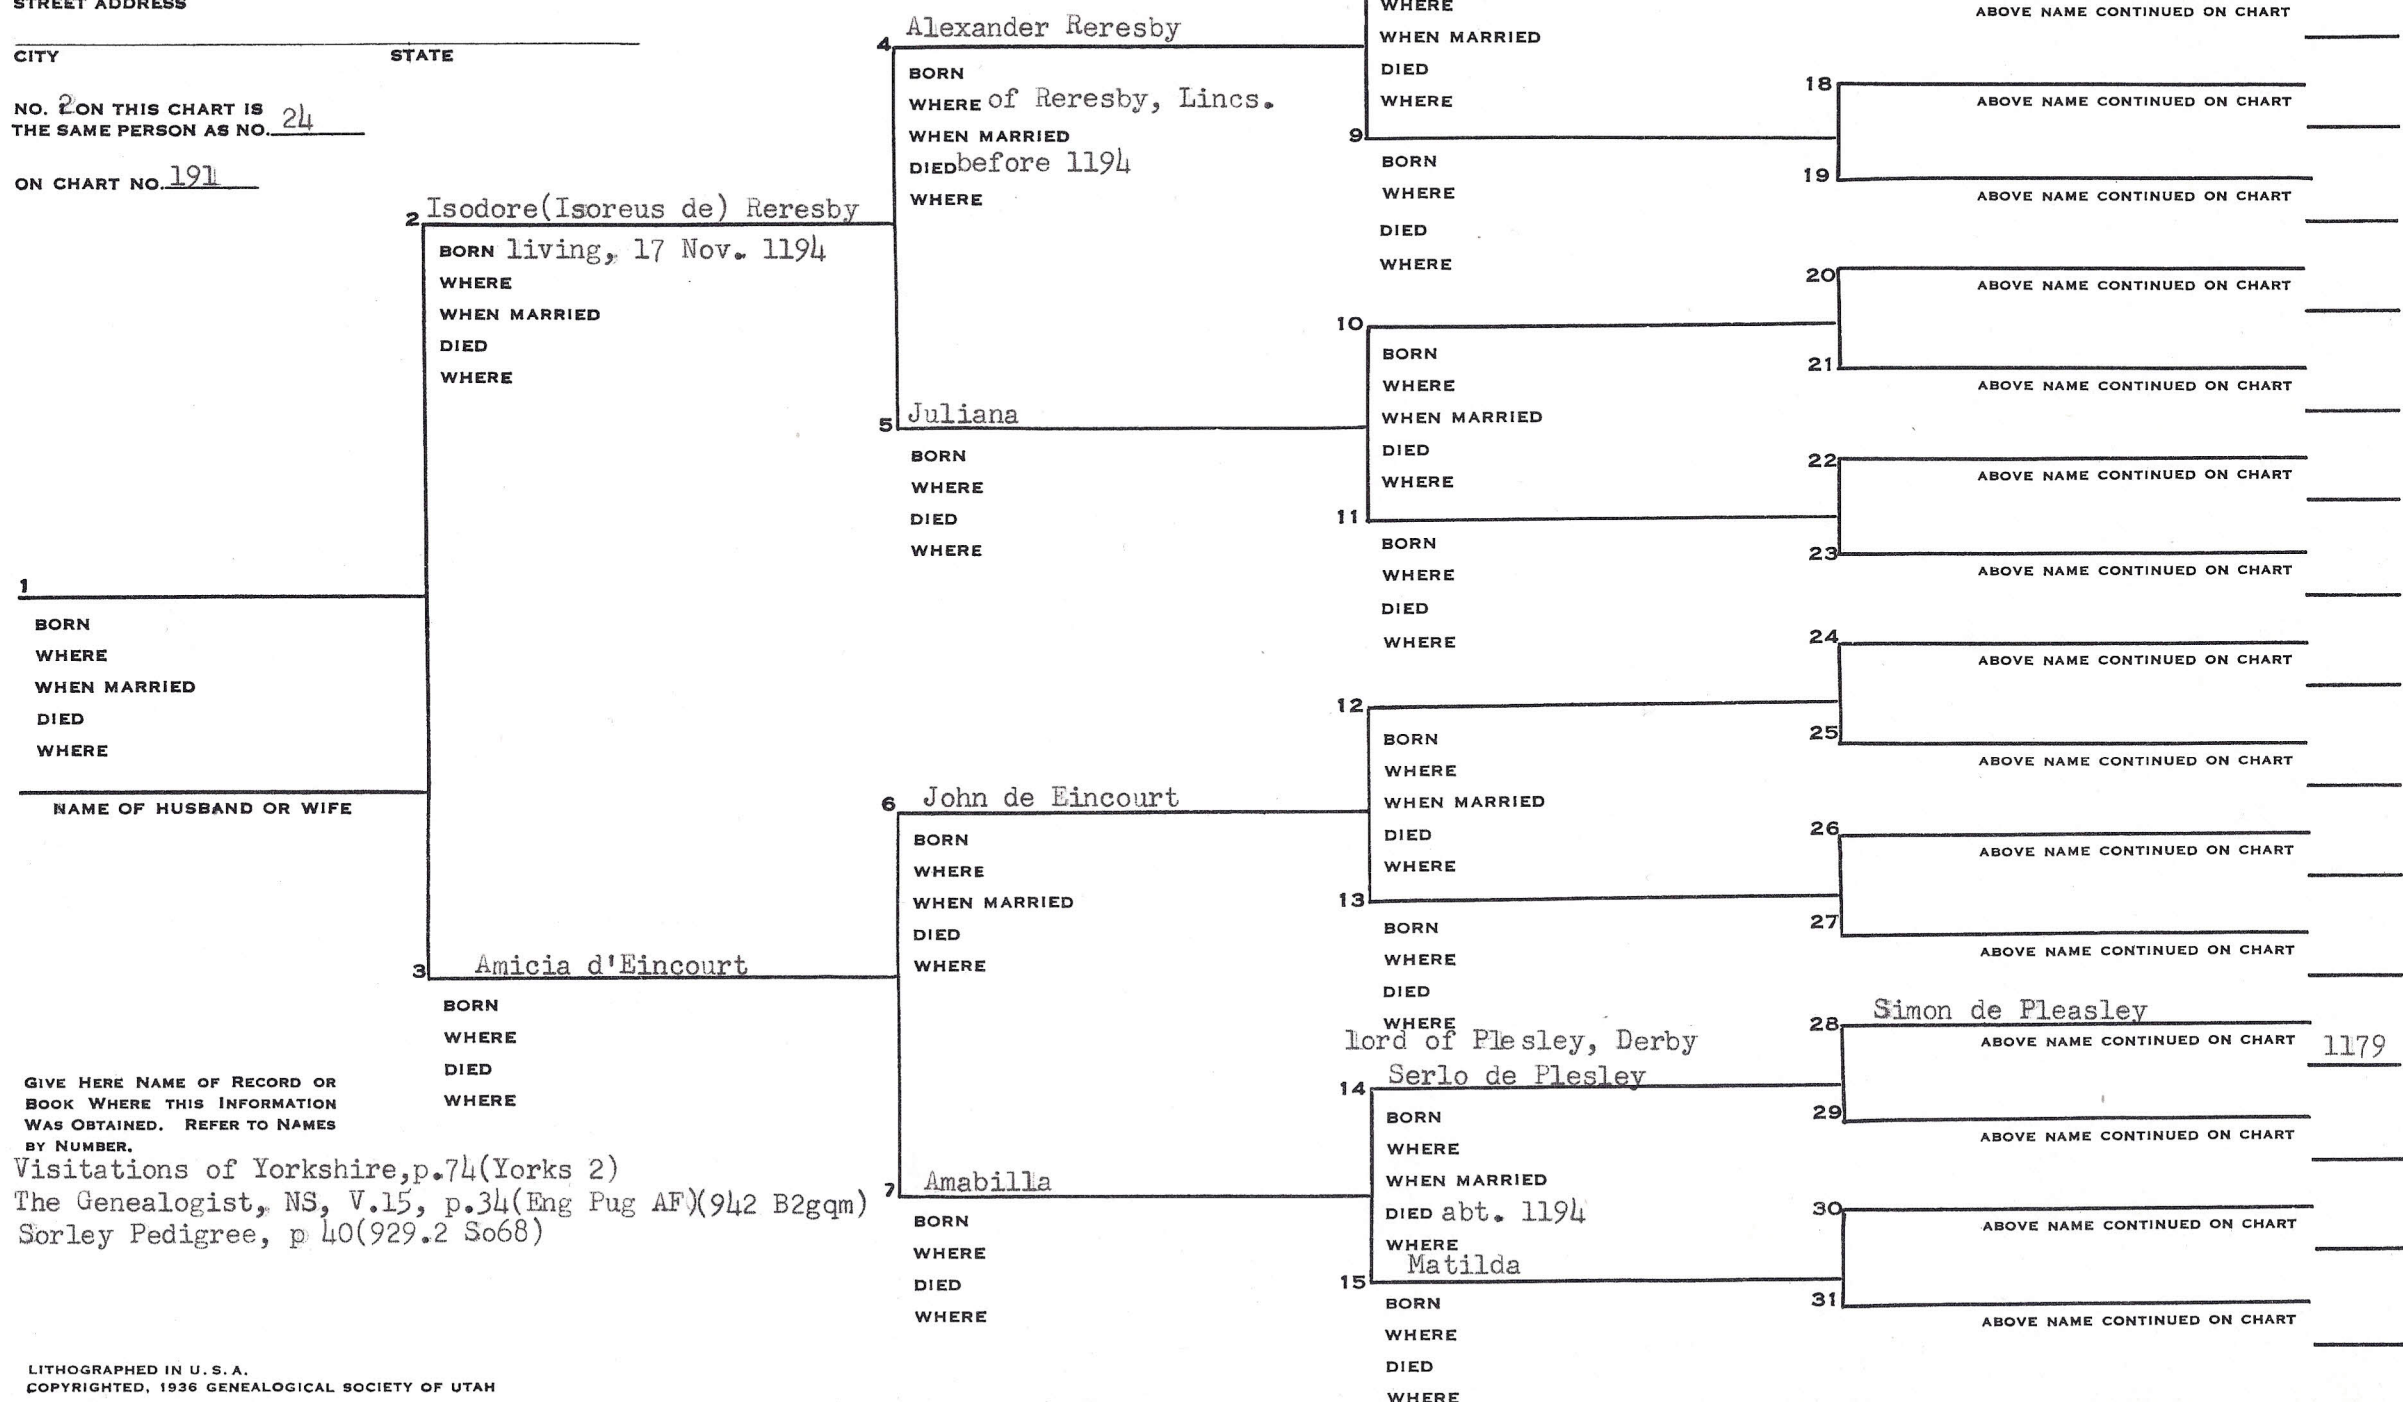 STREET ADDRESS
CITY STATE
NO. 2 ON THIS CHART IS
THE SAME PERSON AS NO. 24
ON CHART NO. 191
1
BORN
WHERE
WHEN MARRIED
DIED
WHERE
NAME OF HUSBAND OR WIFE
GIVE HERE NAME OF RECORD OR
BOOK WHERE THIS INFORMATION
WAS OBTAINED. REFER TO NAMES
BY NUMBER.
Visitations of Yorkshire,p.74(Yorks 2)
The Genealogist, NS, V.15, p.34(Eng Pug AF)(942 B2gqm)
Sorley Pedigree, p 40(929.2 So68)
LITHOGRAPHED IN U.S.A.
COPYRIGHTED, 1936 GENEALOGICAL SOCIETY OF UTAH
2 Isodore(Isoreus de) Reresby
BORN living, 17 Nov. 1194
WHERE
WHEN MARRIED
DIED
WHERE
3 Amicia d'Eincourt
BORN
WHERE
DIED
WHERE
4 Alexander Reresby
BORN
WHERE of Reresby, Lincs.
WHEN MARRIED
DIED before 1194
WHERE
5 Juliana
BORN
WHERE
DIED
WHERE
6 John de Eincourt
BORN
WHERE
WHEN MARRIED
DIED
WHERE
7 Amabilla
BORN
WHERE
DIED
WHERE
WHERE
WHEN MARRIED
DIED
WHERE
9
BORN
WHERE
DIED
WHERE
10
BORN
WHERE
WHEN MARRIED
DIED
WHERE
11
BORN
WHERE
DIED
WHERE
12
BORN
WHERE
WHEN MARRIED
DIED
WHERE
13
BORN
WHERE
DIED
WHERE
lord of Plesley, Derby
14 Serlo de Plesley
BORN
WHERE
WHEN MARRIED
DIED abt. 1194
WHERE
15 Matilda
BORN
WHERE
DIED
WHERE
ABOVE NAME CONTINUED ON CHART
18
ABOVE NAME CONTINUED ON CHART
19
ABOVE NAME CONTINUED ON CHART
20
ABOVE NAME CONTINUED ON CHART
21
ABOVE NAME CONTINUED ON CHART
22
ABOVE NAME CONTINUED ON CHART
23
ABOVE NAME CONTINUED ON CHART
24
ABOVE NAME CONTINUED ON CHART
25
ABOVE NAME CONTINUED ON CHART
26
ABOVE NAME CONTINUED ON CHART
27
ABOVE NAME CONTINUED ON CHART
28 Simon de Pleasley
ABOVE NAME CONTINUED ON CHART 1179
29
ABOVE NAME CONTINUED ON CHART
30
ABOVE NAME CONTINUED ON CHART
31
ABOVE NAME CONTINUED ON CHART